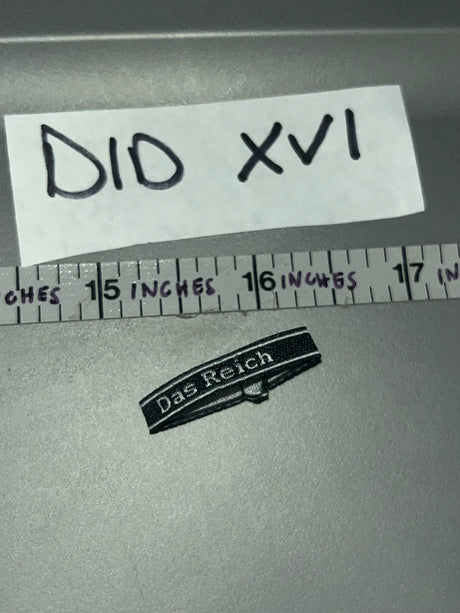 DID XVI
CHES 15 INCHES 16 INCHES 17 IN
Das Reich